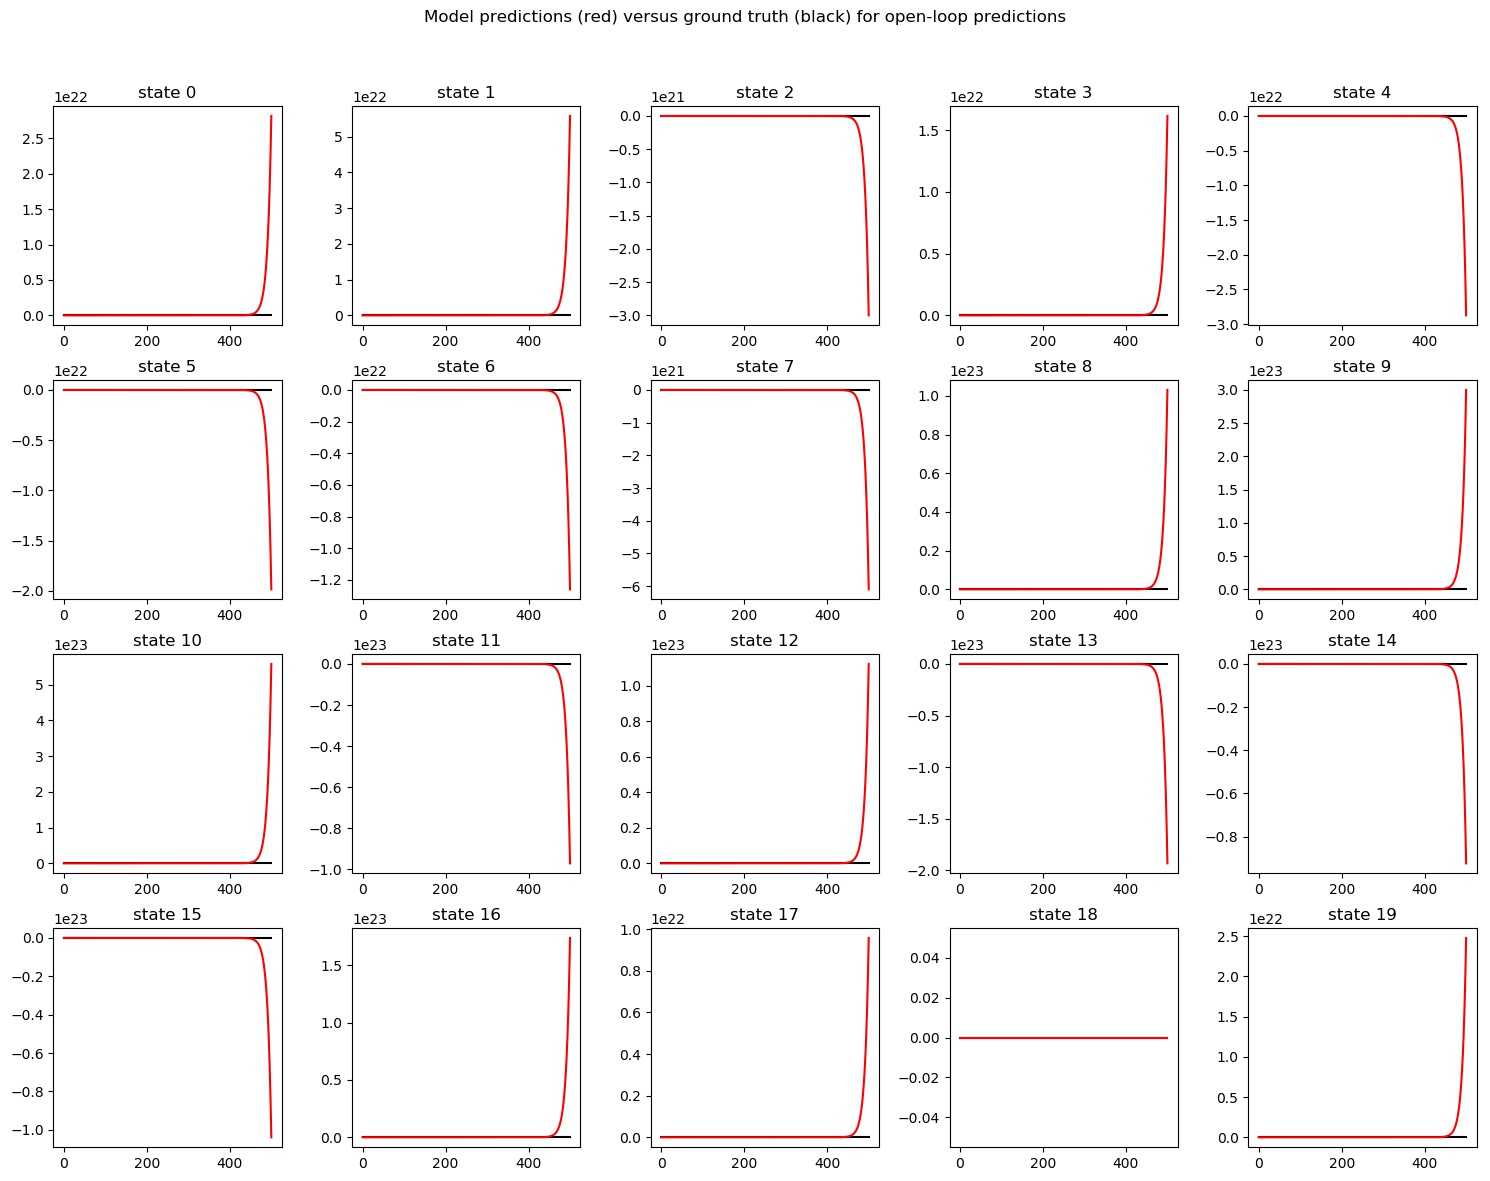 Model predictions (red) versus ground truth (black) for open-loop predictions
1e22 state 0
2.5
2.0
1.5
1.0
0.5
0.0
0 200 400
1e22 state 1
5
4
3
2
1
0
0 200 400
1e21 state 2
0.0
−0.5
−1.0
−1.5
−2.0
−2.5
−3.0
0 200 400
1e22 state 3
1.5
1.0
0.5
0.0
0 200 400
1e22 state 4
0.0
−0.5
−1.0
−1.5
−2.0
−2.5
−3.0
0 200 400
1e22 state 5
0.0
−0.5
−1.0
−1.5
−2.0
0 200 400
1e22 state 6
0.0
−0.2
−0.4
−0.6
−0.8
−1.0
−1.2
0 200 400
1e21 state 7
0
−1
−2
−3
−4
−5
−6
0 200 400
1e23 state 8
1.0
0.8
0.6
0.4
0.2
0.0
0 200 400
1e23 state 9
3.0
2.5
2.0
1.5
1.0
0.5
0.0
0 200 400
1e23 state 10
5
4
3
2
1
0
0 200 400
1e23 state 11
0.0
−0.2
−0.4
−0.6
−0.8
−1.0
0 200 400
1e23 state 12
1.0
0.8
0.6
0.4
0.2
0.0
0 200 400
1e23 state 13
0.0
−0.5
−1.0
−1.5
−2.0
0 200 400
1e23 state 14
0.0
−0.2
−0.4
−0.6
−0.8
0 200 400
1e23 state 15
0.0
−0.2
−0.4
−0.6
−0.8
−1.0
0 200 400
1e23 state 16
1.5
1.0
0.5
0.0
0 200 400
1e22 state 17
1.0
0.8
0.6
0.4
0.2
0.0
0 200 400
state 18
0.04
0.02
0.00
−0.02
−0.04
0 200 400
1e22 state 19
2.5
2.0
1.5
1.0
0.5
0.0
0 200 400